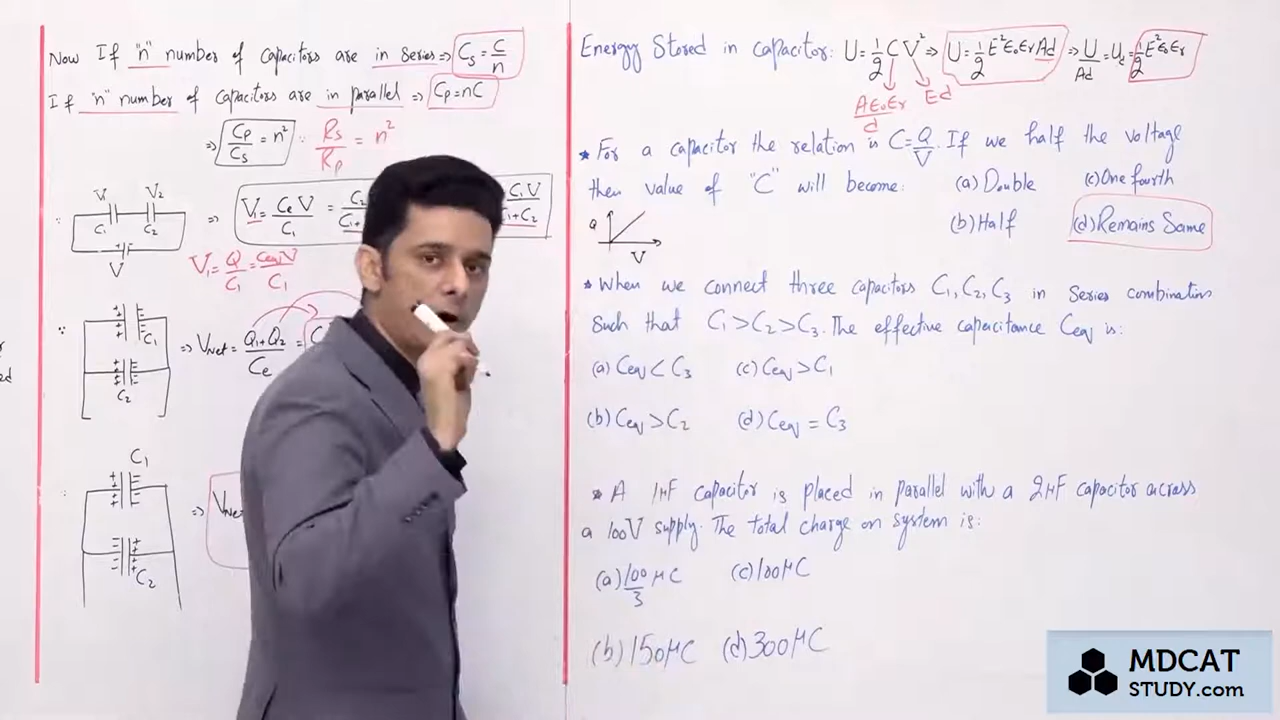 Now If "n" number of capacitors are in series ⇒ Cs = C/n
If "n" number of capacitors are in parallel ⇒ Cp = nC
⇒ Cp/Cs = n² ∵ Rs/Rp = n²
V₁ V₂
C₁ C₂
V
⇒ V₁ = CeV/C₁ = C₂
V₁ = Q/C₁ = CeqV/C₁
C₁
C₂
⇒ VNet = Q₁+Q₂/Ce =
C₁
C₂
⇒ VNet
ed
Energy Stored in capacitor: U = 1/2 CV² ⇒ U = 1/2 E²ε₀εr Ad ⇒ U/Ad = Ud = 1/2 E²ε₀εr
Aε₀εr/d Ed
* For a capacitor the relation is C = Q/V. If we half the voltage
then value of "C" will become: (a) Double (c) One fourth
(b) Half (d) Remains Same
Q
V
* When we connect three capacitors C₁, C₂, C₃ in series combination
Such that C₁ > C₂ > C₃. The effective capacitance Ceq is:
(a) Ceq < C₃ (c) Ceq > C₁
(b) Ceq > C₂ (d) Ceq = C₃
* A 1μF capacitor is placed in parallel with a 2μF capacitor across
a 100V supply. The total charge on system is:
(a) 100/3 μC (c) 100μC
(b) 150μC (d) 300μC
MDCAT
STUDY.com